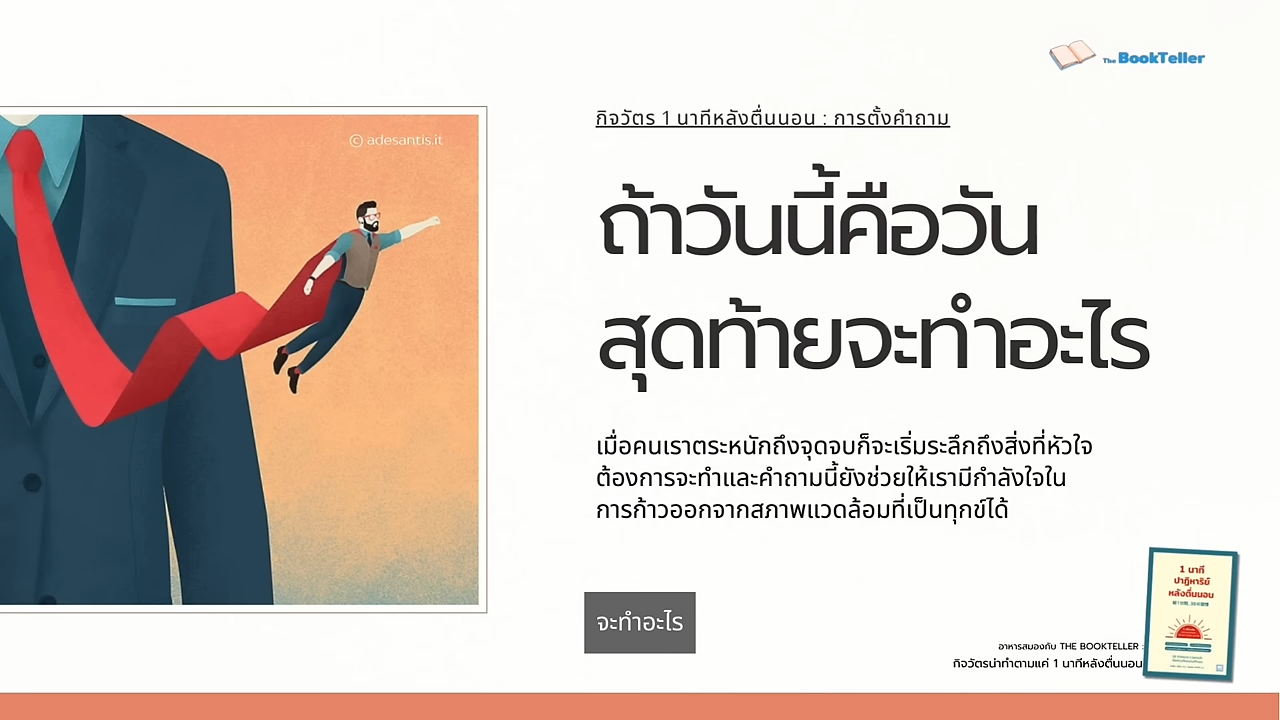 The BookTeller
กิจวัตร 1 นาทีหลังตื่นนอน : การตั้งคำถาม
© adesantis.it
ถ้าวันนี้คือวัน
สุดท้ายจะทำอะไร
เมื่อคนเราตระหนักถึงจุดจบก็จะเริ่มระลึกถึงสิ่งที่หัวใจ
ต้องการจะทำและคำถามนี้ยังช่วยให้เรามีกำลังใจใน
การก้าวออกจากสภาพแวดล้อมที่เป็นทุกข์ได้
จะทำอะไร
อาหารสมองกับ THE BOOKTELLER :
กิจวัตรน่าทำตามแค่ 1 นาทีหลังตื่นนอน
1 นาที
ปาฏิหาริย์
หลังตื่นนอน